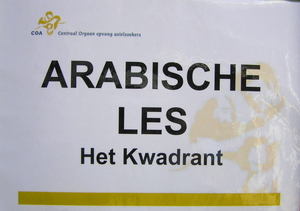 COA Centraal Orgaan opvang asielzoekers
ARABISCHE
LES
Het Kwadrant